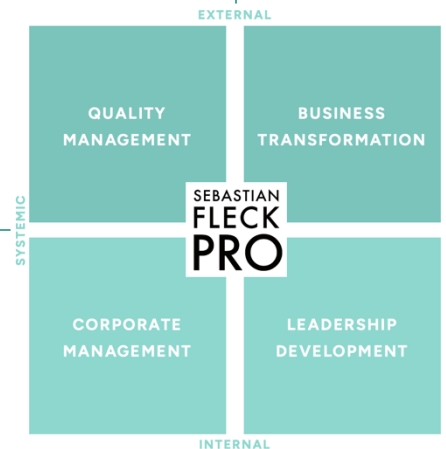 EXTERNAL
QUALITY
MANAGEMENT
BUSINESS
TRANSFORMATION
SYSTEMIC
SEBASTIAN
FLECK
PRO
CORPORATE
MANAGEMENT
LEADERSHIP
DEVELOPMENT
INTERNAL